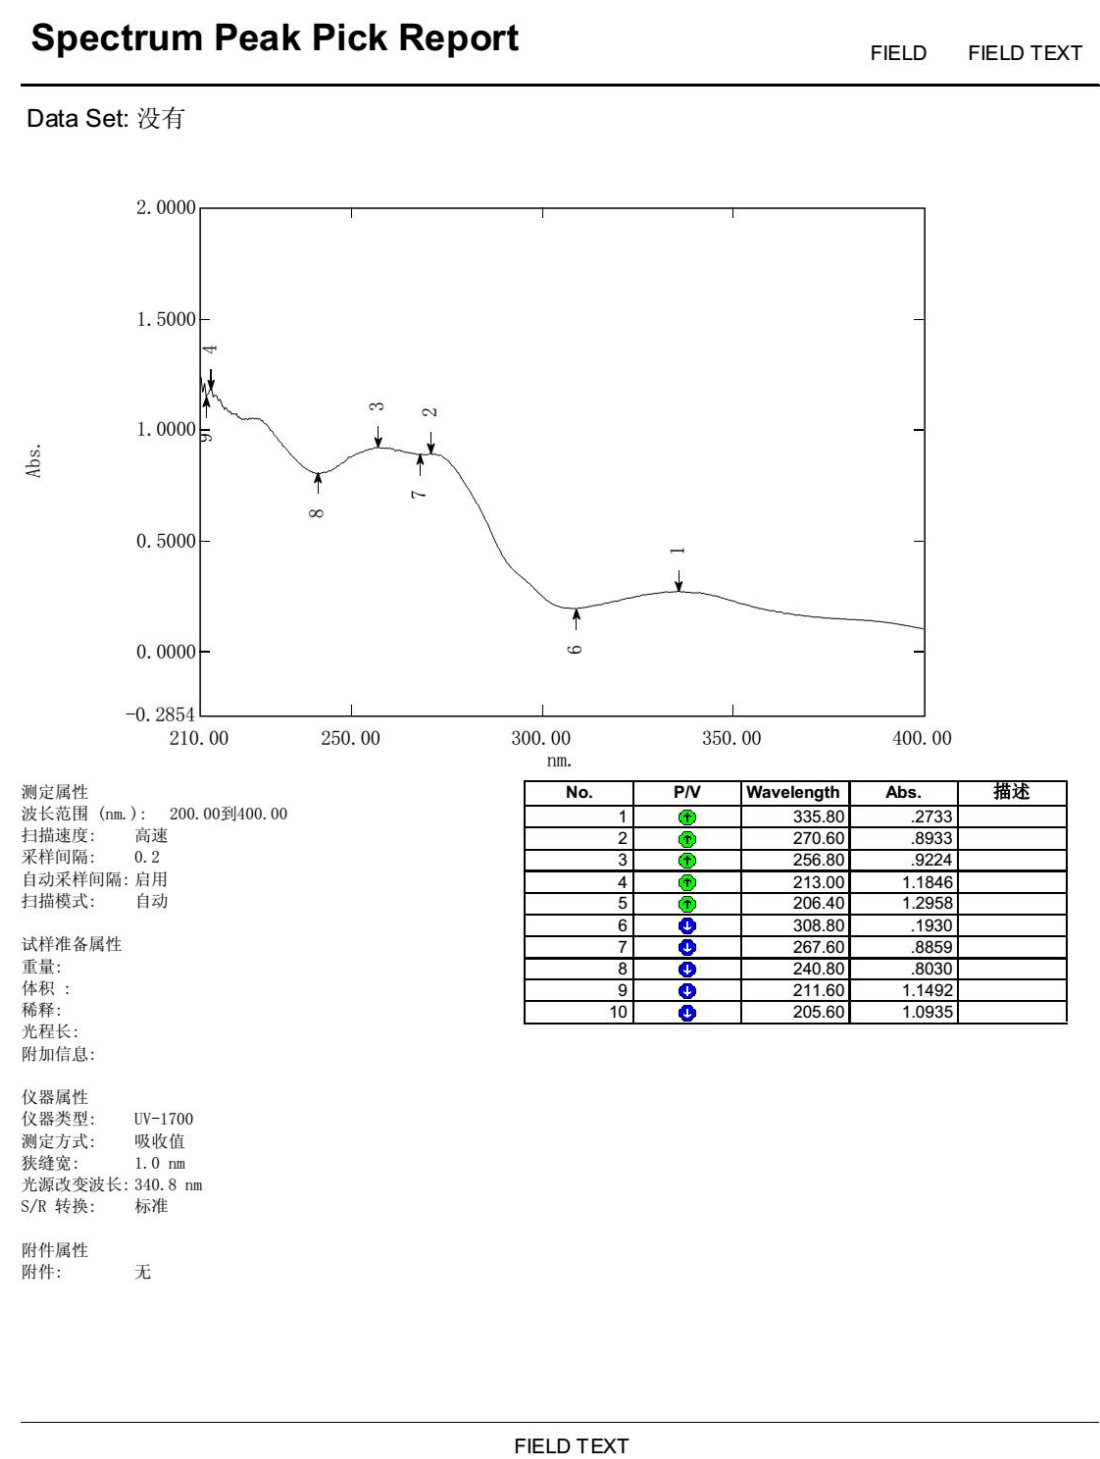 Spectrum Peak Pick Report
FIELD FIELD TEXT
Data Set: 没有
2.0000
1.5000
1.0000
0.5000
0.0000
-0.2854
Abs.
4
9
3
2
7
8
1
6
210.00 250.00 300.00 350.00 400.00
nm.
测定属性
波长范围 (nm.): 200.00到400.00
扫描速度: 高速
采样间隔: 0.2
自动采样间隔: 启用
扫描模式: 自动
试样准备属性
重量:
体积 :
稀释:
光程长:
附加信息:
仪器属性
仪器类型: UV-1700
测定方式: 吸收值
狭缝宽: 1.0 nm
光源改变波长: 340.8 nm
S/R 转换: 标准
附件属性
附件: 无
No. P/V Wavelength Abs. 描述
1 335.80 .2733
2 270.60 .8933
3 256.80 .9224
4 213.00 1.1846
5 206.40 1.2958
6 308.80 .1930
7 267.60 .8859
8 240.80 .8030
9 211.60 1.1492
10 205.60 1.0935
FIELD TEXT